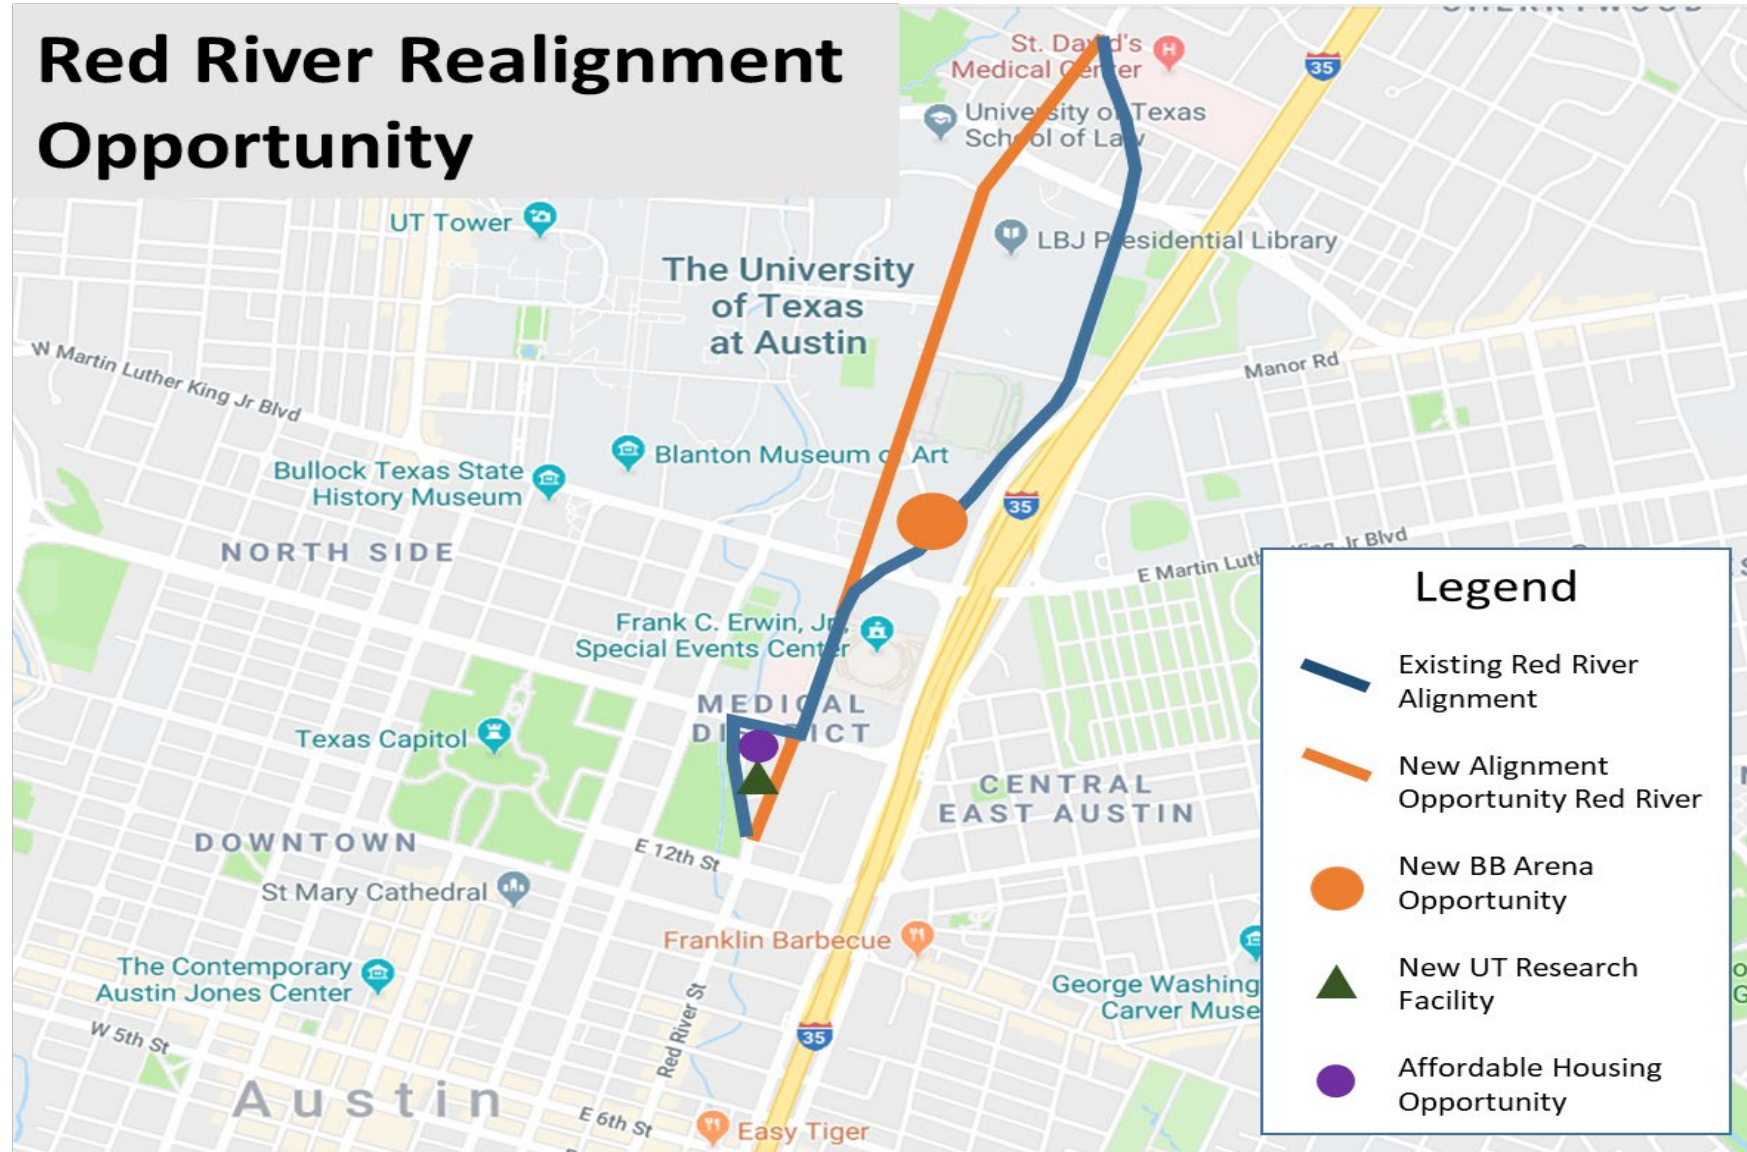 Red River Realignment
Opportunity
St. David's
Medical Center
35
University of Texas
School of Law
UT Tower
LBJ Presidential Library
The University
of Texas
at Austin
W Martin Luther King Jr Blvd
Manor Rd
Blanton Museum of Art
Bullock Texas State
History Museum
35
NORTH SIDE
E Martin Luther King Jr Blvd
Frank C. Erwin, Jr.
Special Events Center
MEDICAL
DISTRICT
Texas Capitol
CENTRAL
EAST AUSTIN
DOWNTOWN
E 12th St
St Mary Cathedral
Franklin Barbecue
The Contemporary
Austin Jones Center
George Washing
Carver Muse
W 5th St
Red River St
35
Austin
E 6th St
Easy Tiger
Legend
Existing Red River
Alignment
New Alignment
Opportunity Red River
New BB Arena
Opportunity
New UT Research
Facility
Affordable Housing
Opportunity